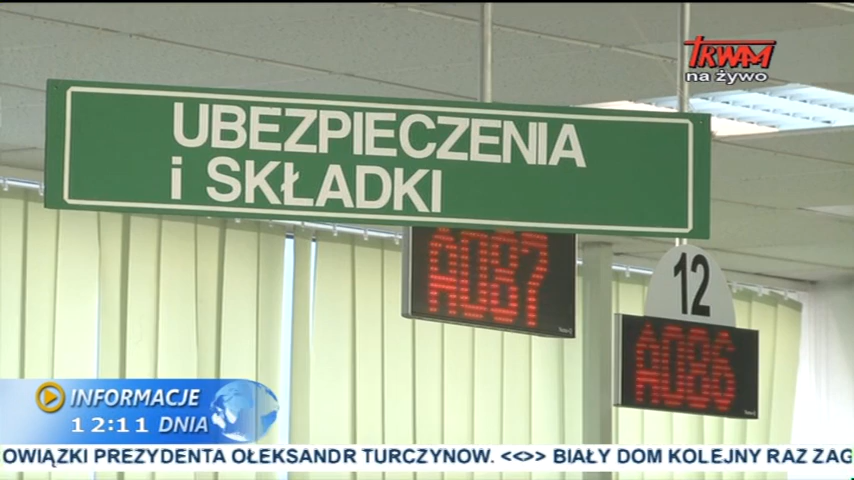 TRWAM
na żywo
UBEZPIECZENIA
i SKŁADKI
A087
12
A086
INFORMACJE
12:11 DNIA
OWIĄZKI PREZYDENTA OŁEKSANDR TURCZYNOW. <<>> BIAŁY DOM KOLEJNY RAZ ZAG